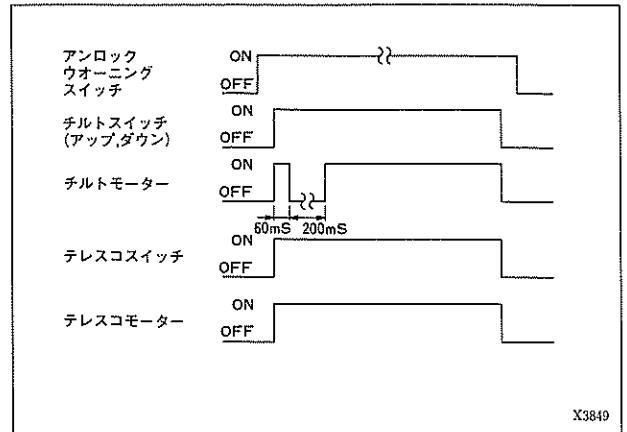 アンロック
ウオーニング
スイッチ
ON
OFF
チルトスイッチ
(アップ,ダウン)
ON
OFF
チルトモーター
ON
OFF
60mS 200mS
テレスコスイッチ
ON
OFF
テレスコモーター
ON
OFF
X3849